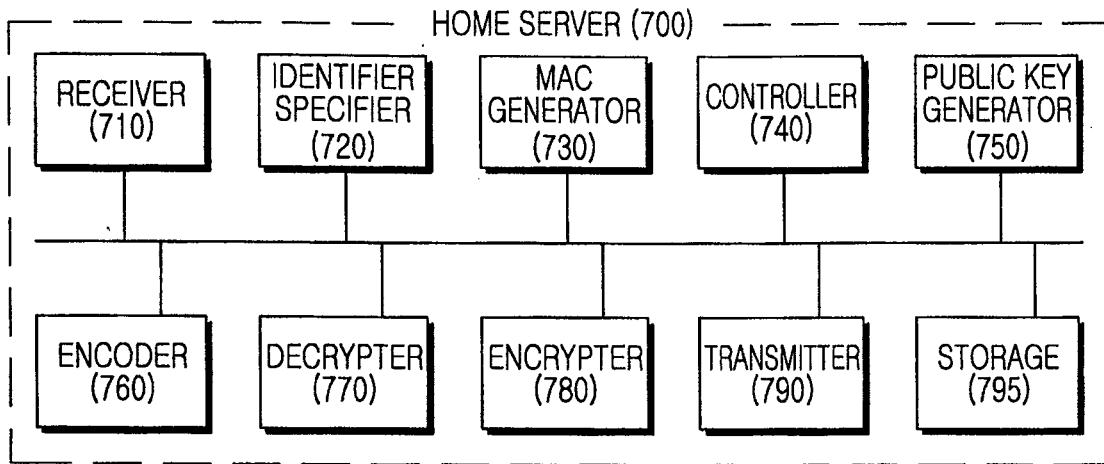 HOME SERVER (700)
RECEIVER
(710)
IDENTIFIER
SPECIFIER
(720)
MAC
GENERATOR
(730)
CONTROLLER
(740)
PUBLIC KEY
GENERATOR
(750)
ENCODER
(760)
DECRYPTER
(770)
ENCRYPTER
(780)
TRANSMITTER
(790)
STORAGE
(795)